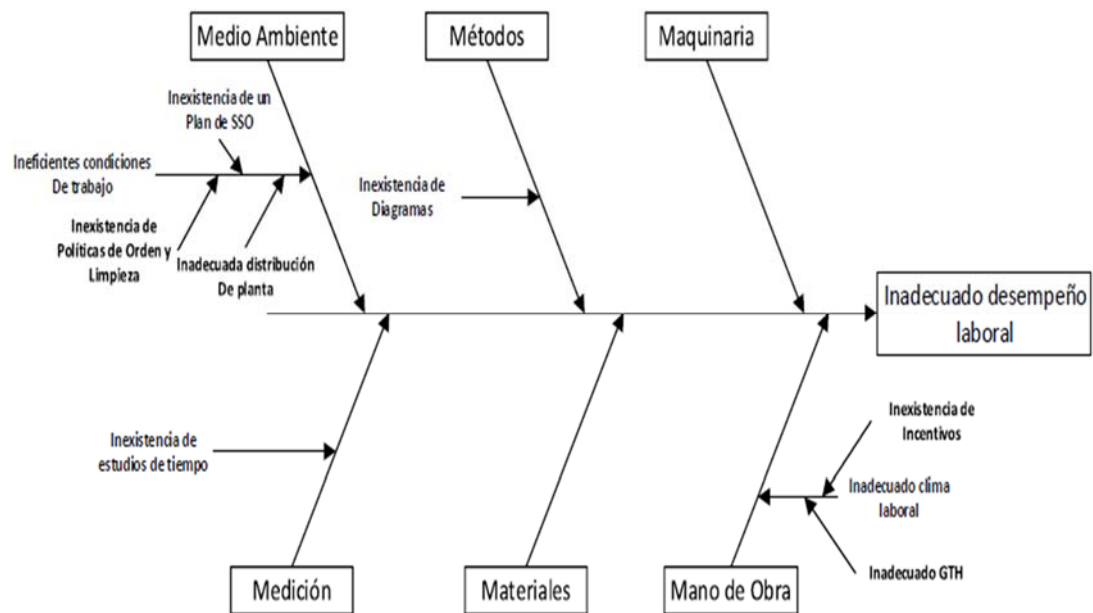 Medio Ambiente
Métodos
Maquinaria
Inexistencia de un
Plan de SSO
Ineficientes condiciones
De trabajo
Inexistencia de
Políticas de Orden y
Limpieza
Inadecuada distribución
De planta
Inexistencia de
Diagramas
Inadecuado desempeño
laboral
Inexistencia de
estudios de tiempo
Inexistencia de
Incentivos
Inadecuado clima
laboral
Inadecuado GTH
Medición
Materiales
Mano de Obra